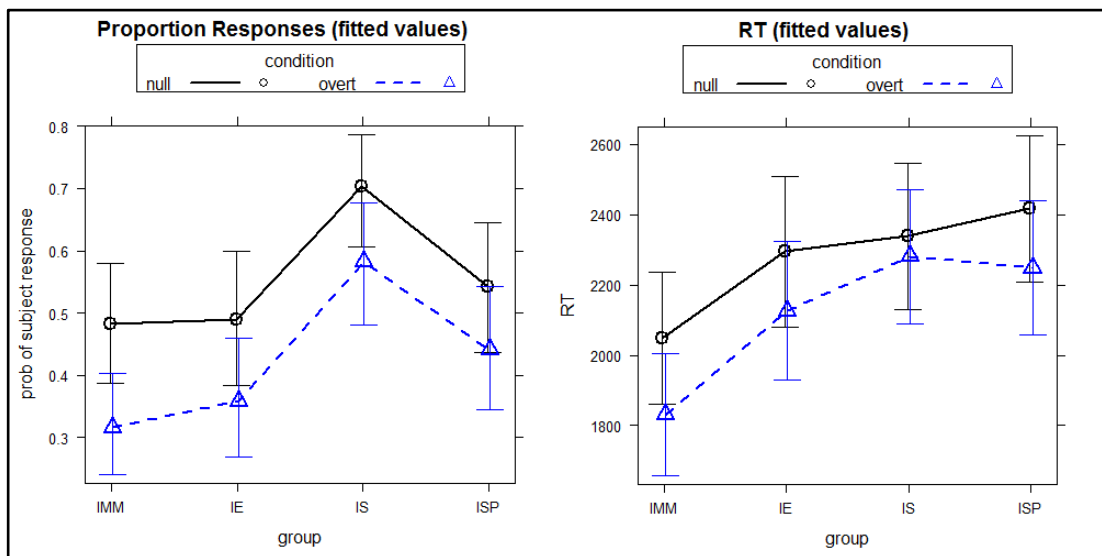 Proportion Responses (fitted values)
condition
null overt
prob of subject response
0.8
0.7
0.6
0.5
0.4
0.3
IMM IE IS ISP
group
RT (fitted values)
condition
null overt
RT
2600
2400
2200
2000
1800
IMM IE IS ISP
group